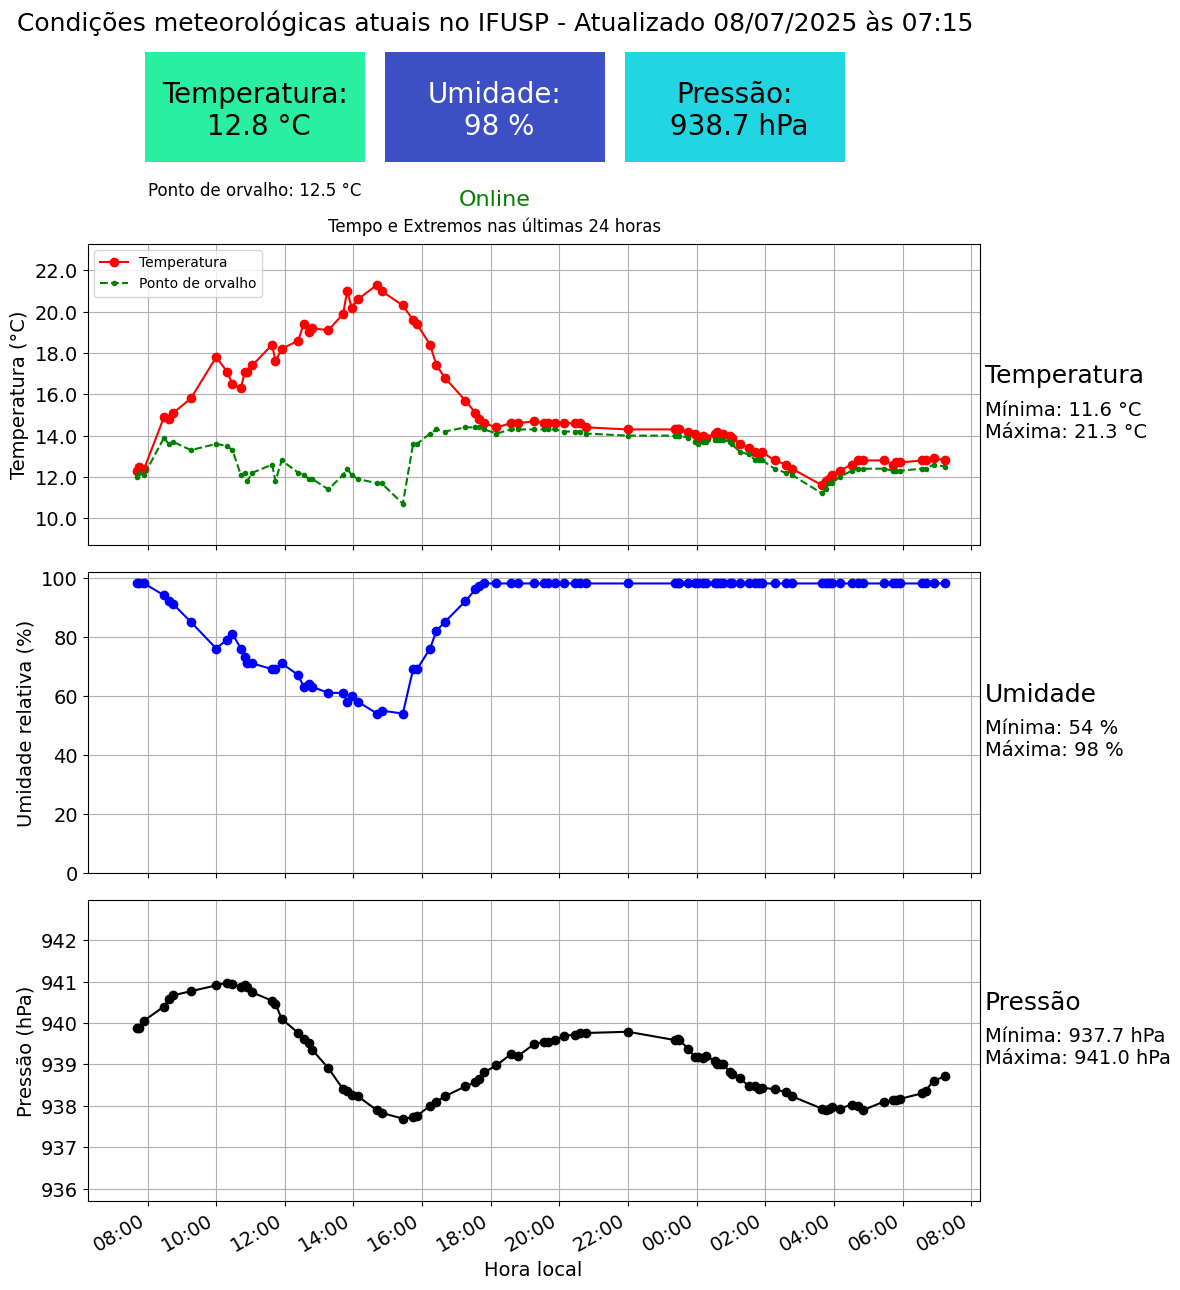 Condições meteorológicas atuais no IFUSP - Atualizado 08/07/2025 às 07:15
Temperatura:
12.8 °C
Umidade:
98 %
Pressão:
938.7 hPa
Ponto de orvalho: 12.5 °C
Online
Tempo e Extremos nas últimas 24 horas
Temperatura
Ponto de orvalho
Temperatura (°C)
22.0
20.0
18.0
16.0
14.0
12.0
10.0
Temperatura
Mínima: 11.6 °C
Máxima: 21.3 °C
Umidade relativa (%)
100
80
60
40
20
0
Umidade
Mínima: 54 %
Máxima: 98 %
Pressão (hPa)
942
941
940
939
938
937
936
Pressão
Mínima: 937.7 hPa
Máxima: 941.0 hPa
08:00 10:00 12:00 14:00 16:00 18:00 20:00 22:00 00:00 02:00 04:00 06:00 08:00
Hora local